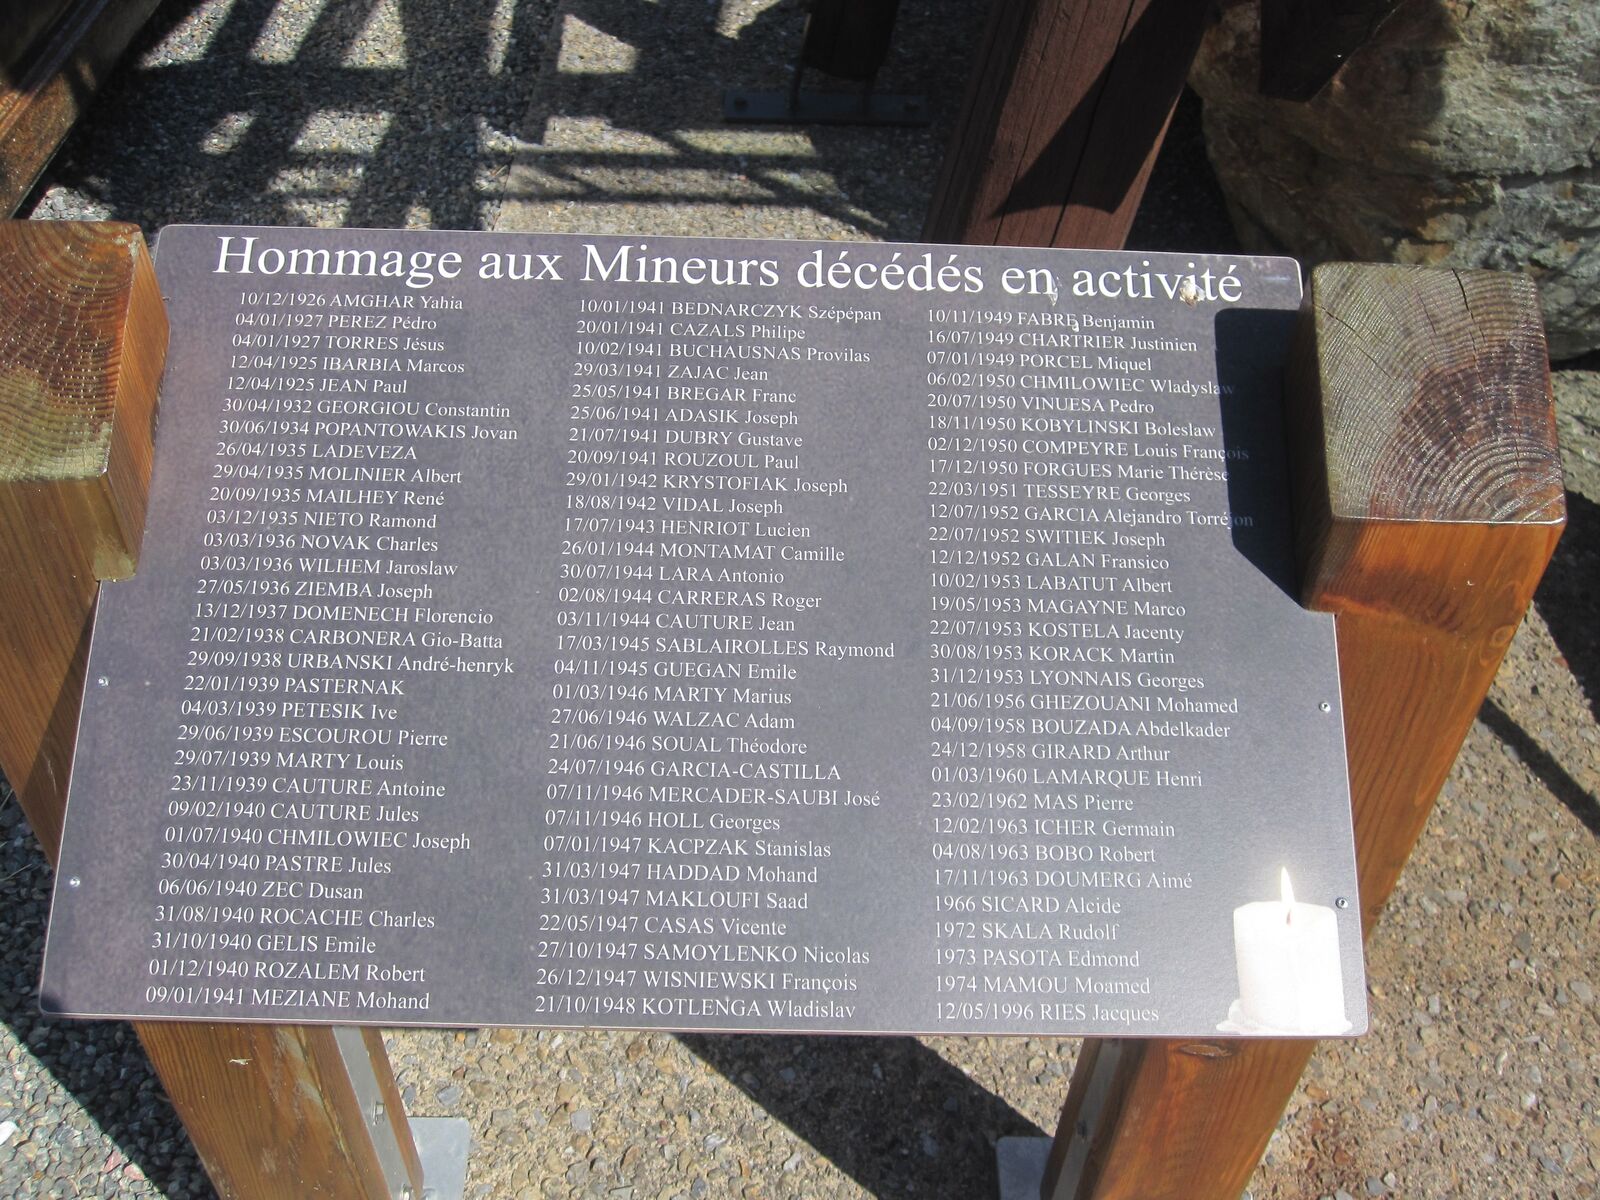 Hommage aux Mineurs décédés en activité
10/12/1926 AMGHAR Yahia
04/01/1927 PEREZ Pédro
04/01/1927 TORRES Jésus
12/04/1925 IBARBIA Marcos
12/04/1925 JEAN Paul
30/04/1932 GEORGIOU Constantin
30/06/1934 POPANTOWAKIS Jovan
26/04/1935 LADEVEZA
29/04/1935 MOLINIER Albert
20/09/1935 MAILHEY René
03/12/1935 NIETO Ramond
03/03/1936 NOVAK Charles
03/03/1936 WILHEM Jaroslaw
27/05/1936 ZIEMBA Joseph
13/12/1937 DOMENECH Florencio
21/02/1938 CARBONERA Gio-Batta
29/09/1938 URBANSKI André-henryk
22/01/1939 PASTERNAK
04/03/1939 PETESIK Ive
29/06/1939 ESCOUROU Pierre
29/07/1939 MARTY Louis
23/11/1939 CAUTURE Antoine
09/02/1940 CAUTURE Jules
01/07/1940 CHMILOWIEC Joseph
30/04/1940 PASTRE Jules
06/06/1940 ZEC Dusan
31/08/1940 ROCACHE Charles
31/10/1940 GELIS Emile
01/12/1940 ROZALEM Robert
09/01/1941 MEZIANE Mohand
10/01/1941 BEDNARCZYK Szépépan
20/01/1941 CAZALS Philipe
10/02/1941 BUCHAUSNAS Provilas
29/03/1941 ZAJAC Jean
25/05/1941 BREGAR Franc
25/06/1941 ADASIK Joseph
21/07/1941 DUBRY Gustave
20/09/1941 ROUZOUL Paul
29/01/1942 KRYSTOFIAK Joseph
18/08/1942 VIDAL Joseph
17/07/1943 HENRIOT Lucien
26/01/1944 MONTAMAT Camille
30/07/1944 LARA Antonio
02/08/1944 CARRERAS Roger
03/11/1944 CAUTURE Jean
17/03/1945 SABLAIROLLES Raymond
04/11/1945 GUEGAN Emile
01/03/1946 MARTY Marius
27/06/1946 WALZAC Adam
21/06/1946 SOUAL Théodore
24/07/1946 GARCIA-CASTILLA
07/11/1946 MERCADER-SAUBI José
07/11/1946 HOLL Georges
07/01/1947 KACPZAK Stanislas
31/03/1947 HADDAD Mohand
31/03/1947 MAKLOUFI Saad
22/05/1947 CASAS Vicente
27/10/1947 SAMOYLENKO Nicolas
26/12/1947 WISNIEWSKI François
21/10/1948 KOTLENGA Wladislav
10/11/1949 FABRE Benjamin
16/07/1949 CHARTRIER Justinien
07/01/1949 PORCEL Miquel
06/02/1950 CHMILOWIEC Wladyslaw
20/07/1950 VINUESA Pedro
18/11/1950 KOBYLINSKI Boleslaw
02/12/1950 COMPEYRE Louis François
17/12/1950 FORGUES Marie Thérèse
22/03/1951 TESSEYRE Georges
12/07/1952 GARCIA Alejandro Torréjon
22/07/1952 SWITIEK Joseph
12/12/1952 GALAN Fransico
10/02/1953 LABATUT Albert
19/05/1953 MAGAYNE Marco
22/07/1953 KOSTELA Jacenty
30/08/1953 KORACK Martin
31/12/1953 LYONNAIS Georges
21/06/1956 GHEZOUANI Mohamed
04/09/1958 BOUZADA Abdelkader
24/12/1958 GIRARD Arthur
01/03/1960 LAMARQUE Henri
23/02/1962 MAS Pierre
12/02/1963 ICHER Germain
04/08/1963 BOBO Robert
17/11/1963 DOUMERG Aimé
1966 SICARD Alcide
1972 SKALA Rudolf
1973 PASOTA Edmond
1974 MAMOU Moamed
12/05/1996 RIES Jacques